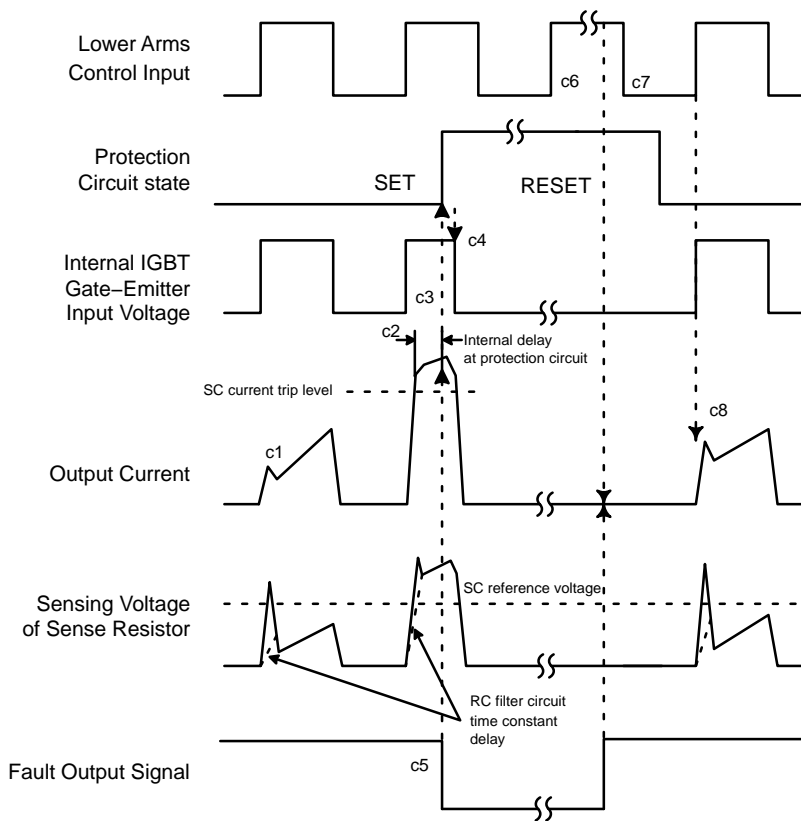 Lower Arms
Control Input
c6
c7
Protection
Circuit state
SET
RESET
c4
Internal IGBT
Gate−Emitter
Input Voltage
c3
c2
Internal delay
at protection circuit
SC current trip level
c8
c1
Output Current
SC reference voltage
Sensing Voltage
of Sense Resistor
RC filter circuit
time constant
delay
c5
Fault Output Signal